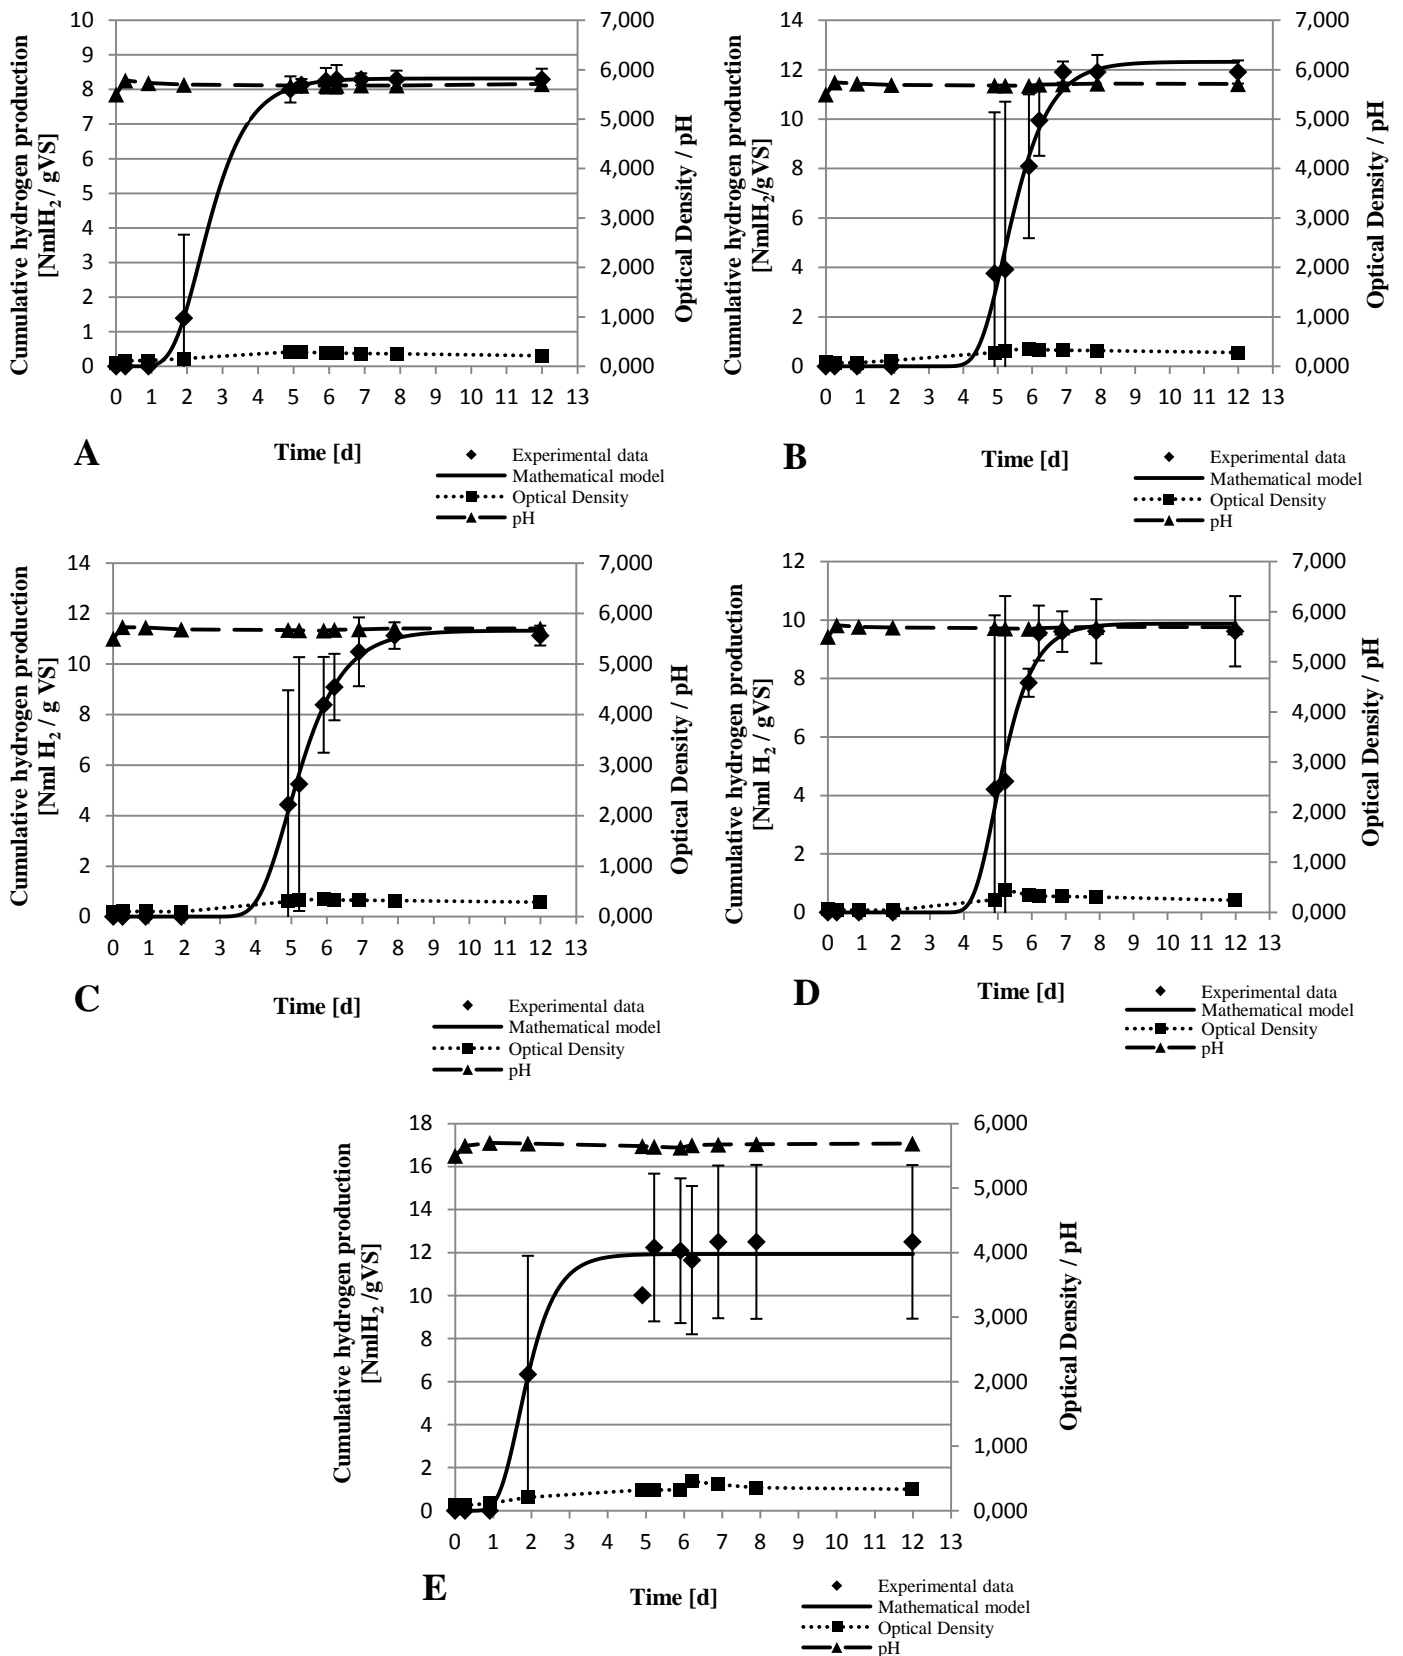 Cumulative hydrogen production
[NmlH2 / gVS]
10
9
8
7
6
5
4
3
2
1
0
7,000
6,000
5,000
4,000
3,000
2,000
1,000
0,000
Optical Density / pH
0 1 2 3 4 5 6 7 8 9 10 11 12 13
A
Time [d]
Experimental data
Mathematical model
Optical Density
pH
Cumulative hydrogen production
[NmlH2/gVS]
14
12
10
8
6
4
2
0
7,000
6,000
5,000
4,000
3,000
2,000
1,000
0,000
Optical Density / pH
0 1 2 3 4 5 6 7 8 9 10 11 12 13
B
Time [d]
Experimental data
Mathematical model
Optical Density
pH
Cumulative hydrogen production
[Nml H2 / g VS]
14
12
10
8
6
4
2
0
7,000
6,000
5,000
4,000
3,000
2,000
1,000
0,000
Optical Density / pH
0 1 2 3 4 5 6 7 8 9 10 11 12 13
C
Time [d]
Experimental data
Mathematical model
Optical Density
pH
Cumulative hydrogen production
[Nml H2 / gVS]
12
10
8
6
4
2
0
7,000
6,000
5,000
4,000
3,000
2,000
1,000
0,000
Optical Density / pH
0 1 2 3 4 5 6 7 8 9 10 11 12 13
D
Time [d]
Experimental data
Mathematical model
Optical Density
pH
Cumulative hydrogen production
[NmlH2 /gVS]
18
16
14
12
10
8
6
4
2
0
6,000
5,000
4,000
3,000
2,000
1,000
0,000
Optical Density / pH
0 1 2 3 4 5 6 7 8 9 10 11 12 13
E
Time [d]
Experimental data
Mathematical model
Optical Density
pH